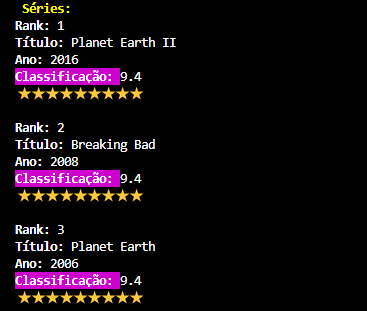 Séries:
Rank: 1
Título: Planet Earth II
Ano: 2016
Classificação: 9.4
⭐⭐⭐⭐⭐⭐⭐⭐⭐
Rank: 2
Título: Breaking Bad
Ano: 2008
Classificação: 9.4
⭐⭐⭐⭐⭐⭐⭐⭐⭐
Rank: 3
Título: Planet Earth
Ano: 2006
Classificação: 9.4
⭐⭐⭐⭐⭐⭐⭐⭐⭐